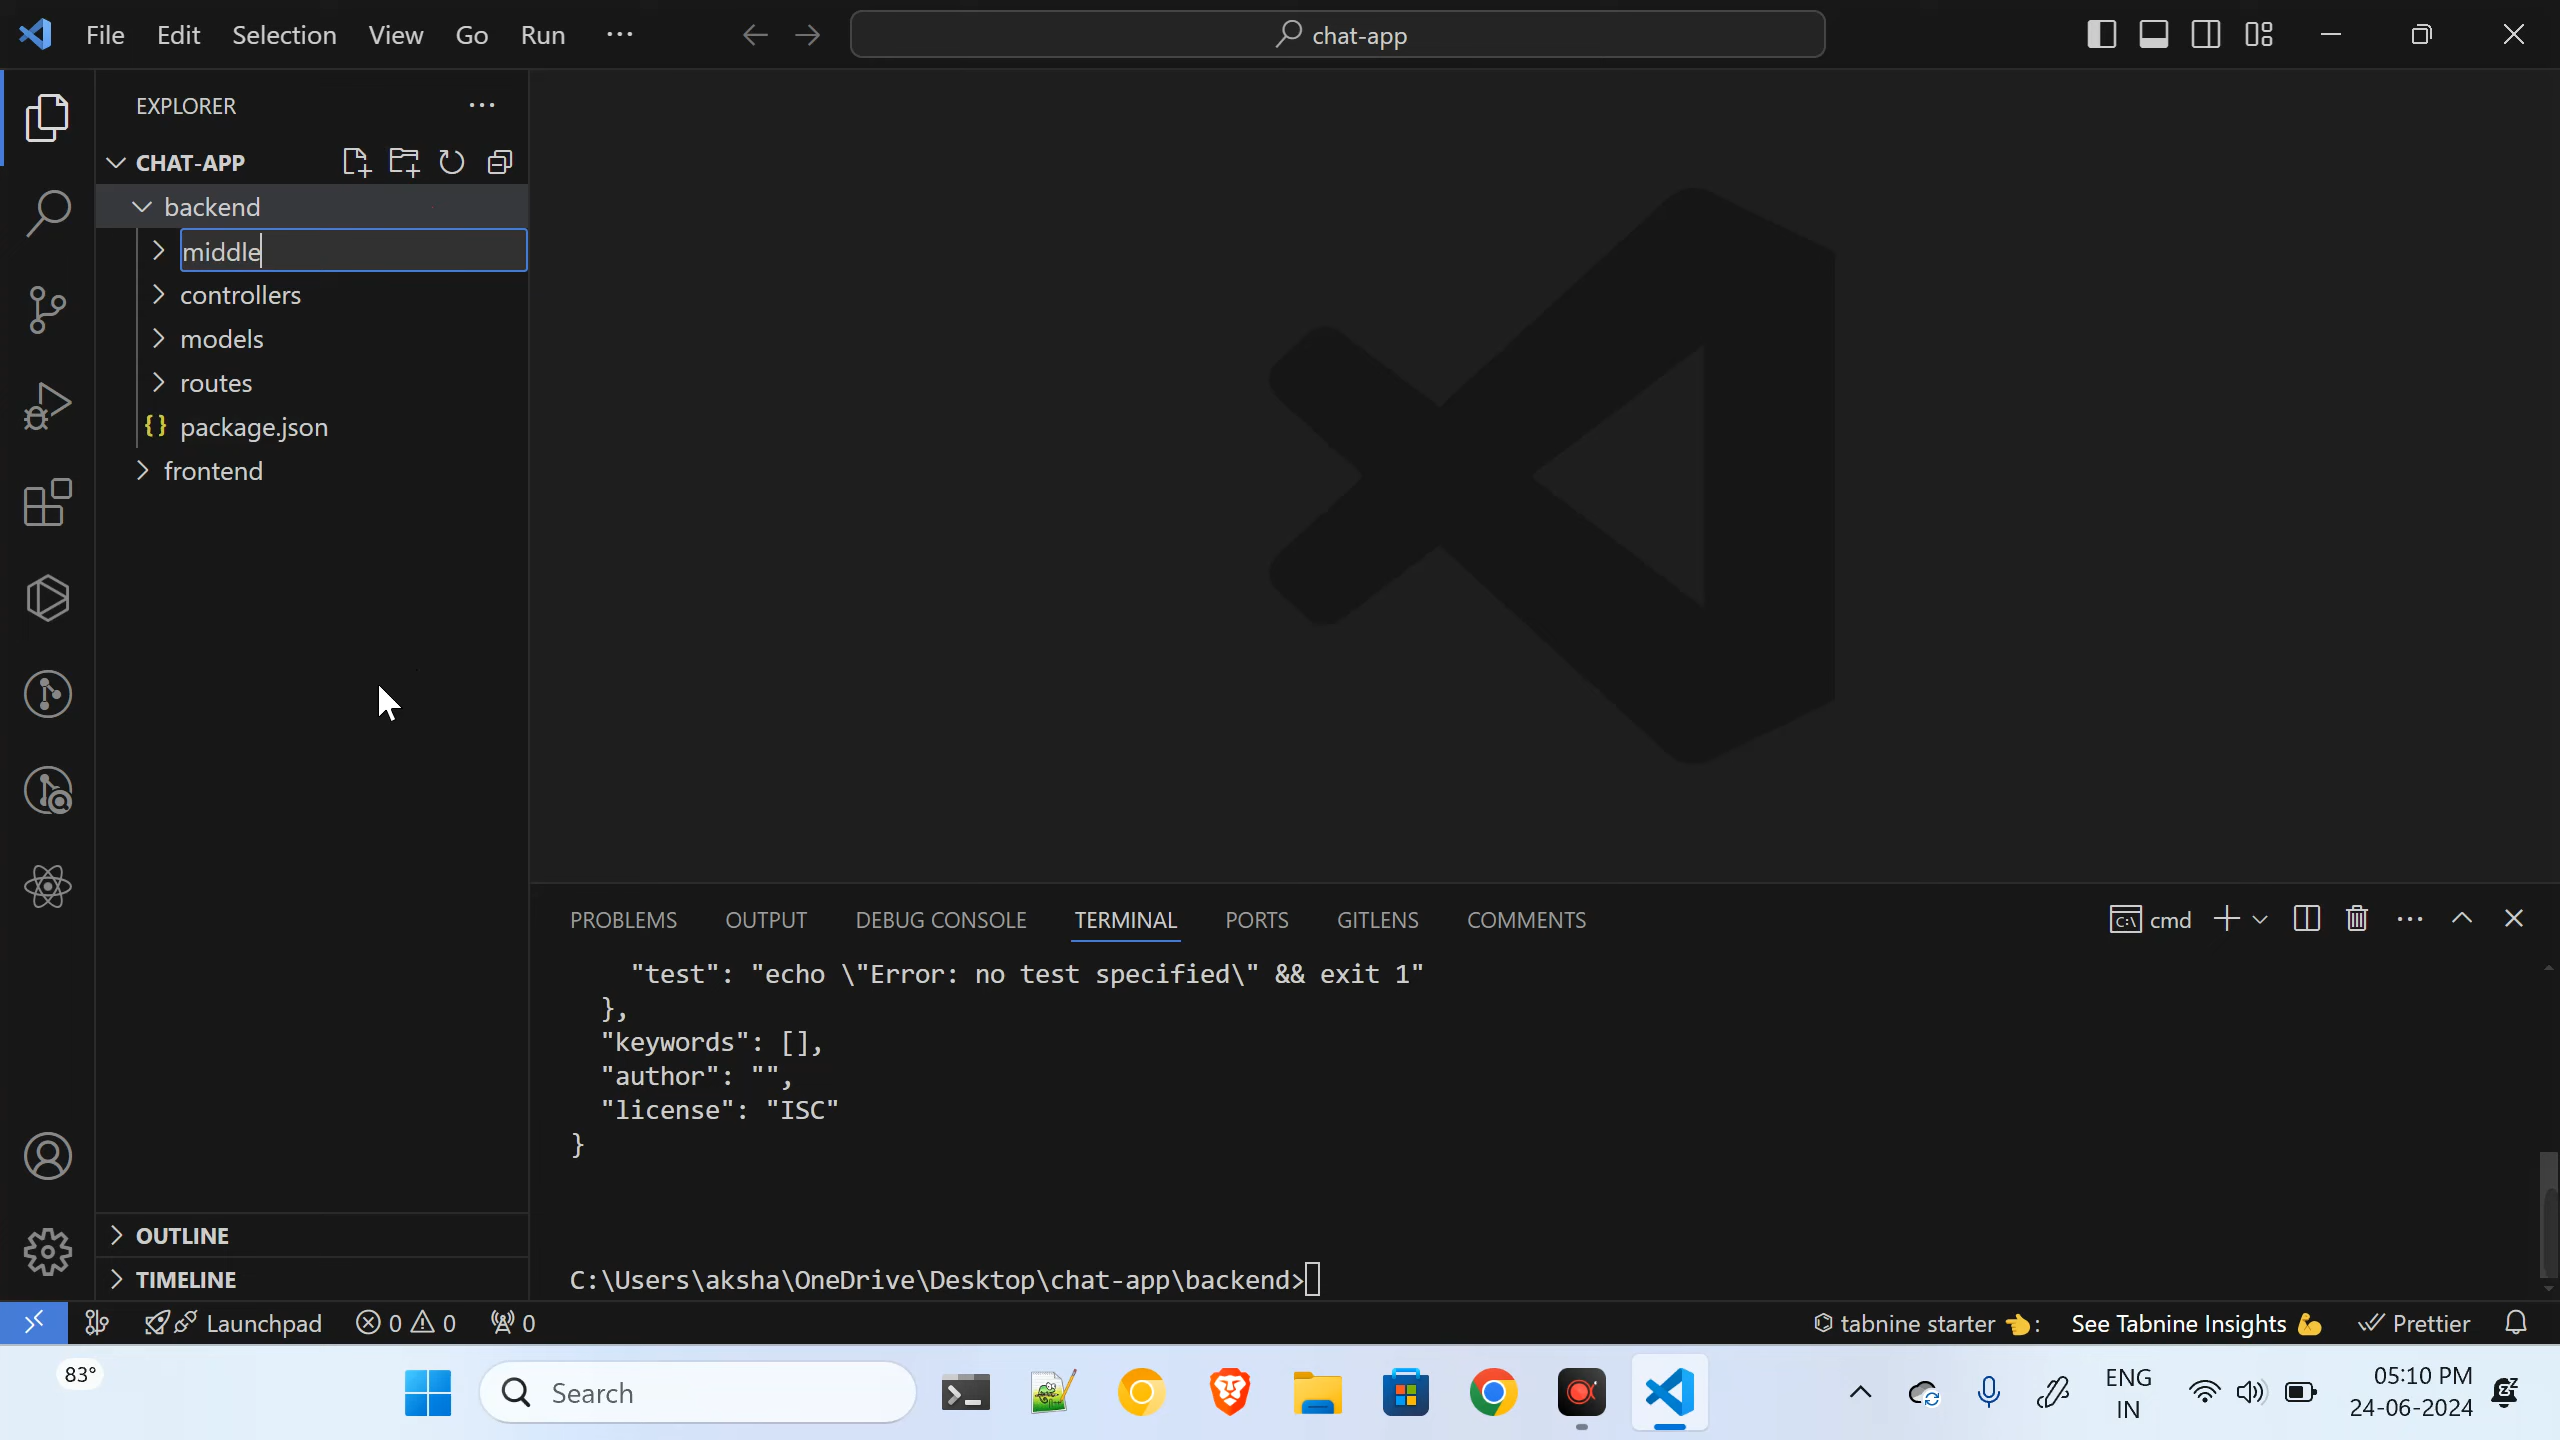 File Edit Selection View Go Run ···
chat-app
EXPLORER
CHAT-APP
backend
middle
controllers
models
routes
{} package.json
frontend
OUTLINE
TIMELINE
PROBLEMS OUTPUT DEBUG CONSOLE TERMINAL PORTS GITLENS COMMENTS
cmd
"test": "echo \"Error: no test specified\" && exit 1"
},
"keywords": [],
"author": "",
"license": "ISC"
}
C:\Users\aksha\OneDrive\Desktop\chat-app\backend>
Launchpad 0 0 0 tabnine starter 👈: See Tabnine Insights 💪 Prettier
83°
Search
ENG
IN
05:10 PM
24-06-2024